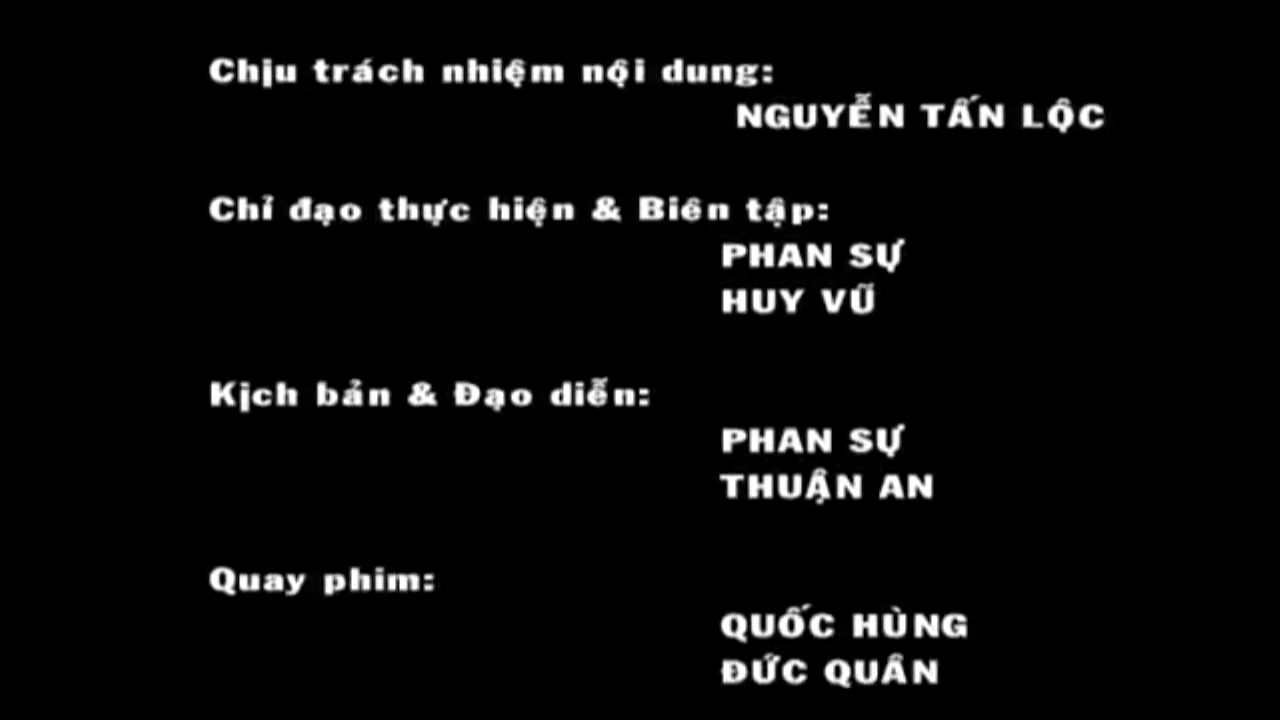 Chịu trách nhiệm nội dung:
NGUYỄN TẤN LỘC
Chỉ đạo thực hiện & Biên tập:
PHAN SỰ
HUY VŨ
Kịch bản & Đạo diễn:
PHAN SỰ
THUẬN AN
Quay phim:
QUỐC HÙNG
ĐỨC QUÂN